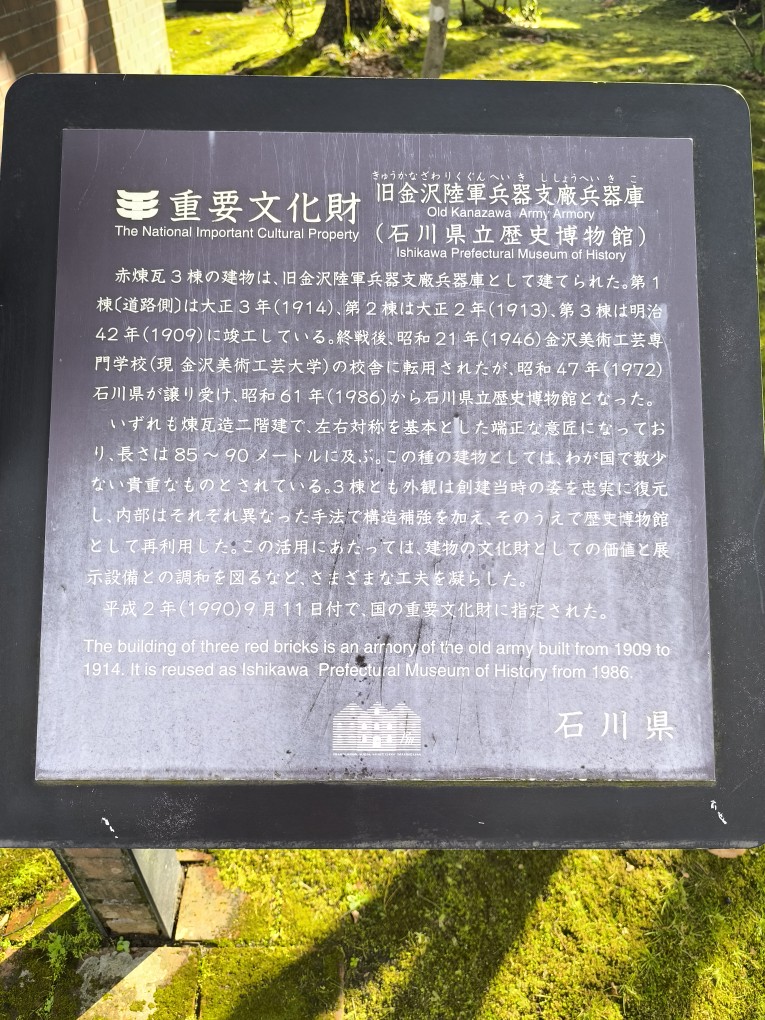 重要文化財
The National Important Cultural Property
きゅうかなざわりくぐんへいきししょうへいきこ
旧金沢陸軍兵器支廠兵器庫
Old Kanazawa Army Armory
(石川県立歴史博物館)
Ishikawa Prefectural Museum of History
赤煉瓦3棟の建物は、旧金沢陸軍兵器支廠兵器庫として建てられた。第1
棟〔道路側〕は大正3年(1914)、第2棟は大正2年(1913)、第3棟は明治
42年(1909)に竣工している。終戦後、昭和21年(1946)金沢美術工芸専
門学校(現 金沢美術工芸大学)の校舎に転用されたが、昭和47年(1972)
石川県が譲り受け、昭和61年(1986)から石川県立歴史博物館となった。
いずれも煉瓦造二階建で、左右対称を基本とした端正な意匠になってお
り、長さは85～90メートルに及ぶ。この種の建物としては、わが国で数少
ない貴重なものとされている。3棟とも外観は創建当時の姿を忠実に復元
し、内部はそれぞれ異なった手法で構造補強を加え、そのうえで歴史博物館
として再利用した。この活用にあたっては、建物の文化財としての価値と展
示設備との調和を図るなど、さまざまな工夫を凝らした。
平成2年(1990)9月11日付で、国の重要文化財に指定された。
The building of three red bricks is an armory of the old army built from 1909 to
1914. It is reused as Ishikawa Prefectural Museum of History from 1986.
石川県